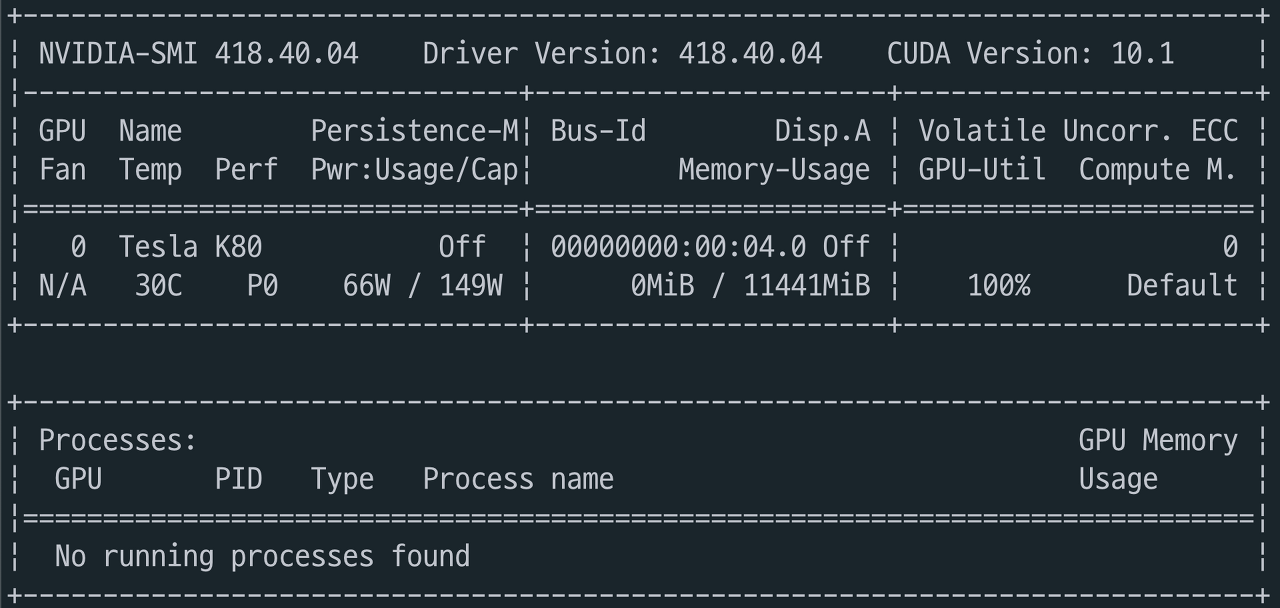 +-----------------------------------------------------------------------------+
| NVIDIA-SMI 418.40.04    Driver Version: 418.40.04    CUDA Version: 10.1     |
|-------------------------------+----------------------+----------------------+
| GPU  Name        Persistence-M| Bus-Id        Disp.A | Volatile Uncorr. ECC |
| Fan  Temp  Perf  Pwr:Usage/Cap|         Memory-Usage | GPU-Util  Compute M. |
|===============================+======================+======================|
|   0  Tesla K80           Off  | 00000000:00:04.0 Off |                    0 |
| N/A   30C    P0    66W / 149W |      0MiB / 11441MiB |    100%      Default |
+-------------------------------+----------------------+----------------------+
+-----------------------------------------------------------------------------+
| Processes:                                                       GPU Memory |
|  GPU       PID   Type   Process name                             Usage      |
|=============================================================================|
|  No running processes found                                                 |
+-----------------------------------------------------------------------------+